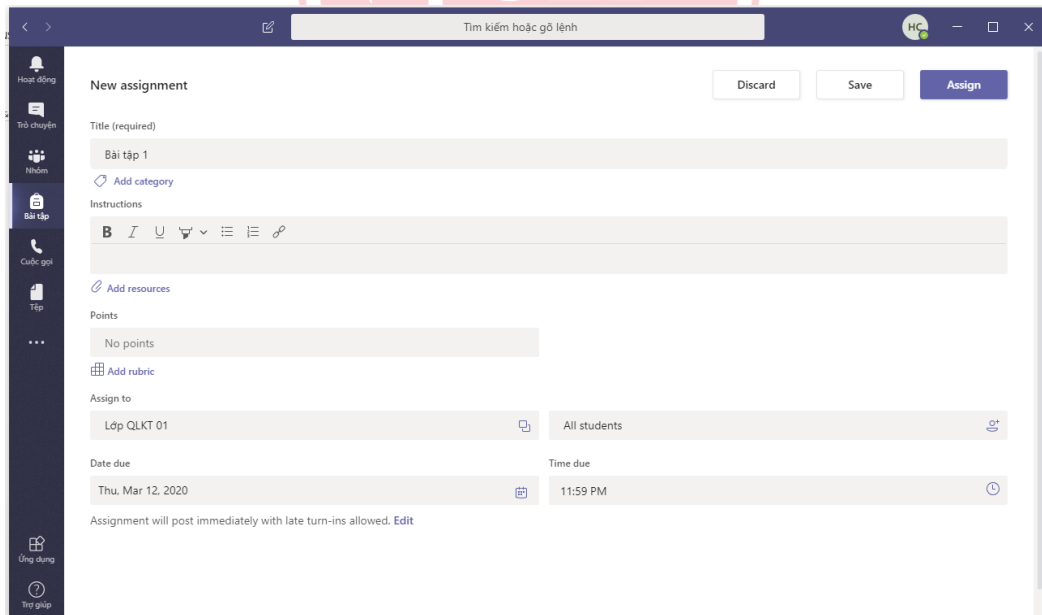 Tìm kiếm hoặc gõ lệnh
HC
Hoạt động
Trò chuyện
Nhóm
Bài tập
Cuộc gọi
Tệp
Ứng dụng
Trợ giúp
New assignment
Discard
Save
Assign
Title (required)
Bài tập 1
Add category
Instructions
B I U
Add resources
Points
No points
Add rubric
Assign to
Lớp QLKT 01
All students
Date due
Time due
Thu, Mar 12, 2020
11:59 PM
Assignment will post immediately with late turn-ins allowed. Edit